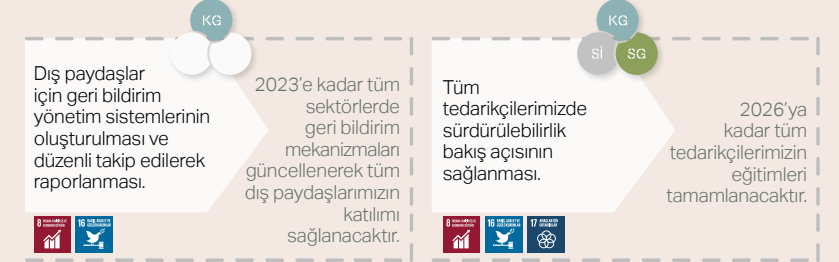 KG
Dış paydaşlar
için geri bildirim
yönetim sistemlerinin
oluşturulması ve
düzenli takip edilerek
raporlanması.
2023'e kadar tüm
sektörlerde
geri bildirim
mekanizmaları
güncellenerek tüm
dış paydaşlarımızın
katılımı
sağlanacaktır.
8
16
KG
Sİ
SG
Tüm
tedarikçilerimizde
sürdürülebilirlik
bakış açısının
sağlanması.
2026'ya
kadar tüm
tedarikçilerimizin
eğitimleri
tamamlanacaktır.
8
16
17